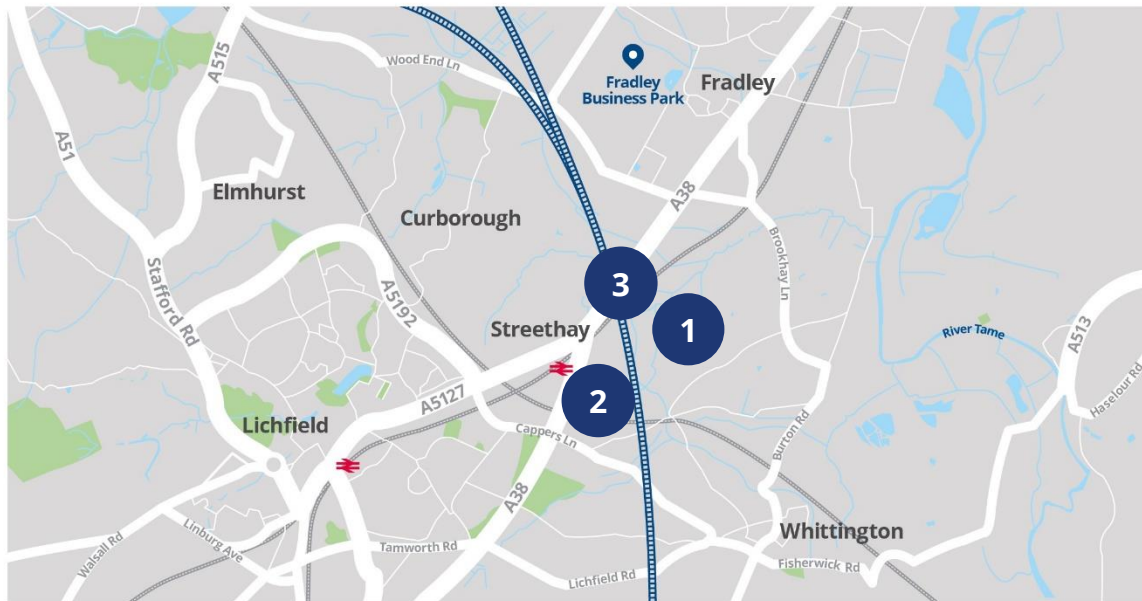 A515
Wood End Ln
Fradley
Business Park
Fradley
A51
Elmhurst
Curborough
A38
Stafford Rd
A5192
Brookhay Ln
3
1
Streethay
River Tame
A513
Haselour Rd
A5127
2
Lichfield
Cappers Ln
Burton Rd
A38
Whittington
Walsall Rd
Linburg Ave
Tamworth Rd
Lichfield Rd
Fisherwick Rd